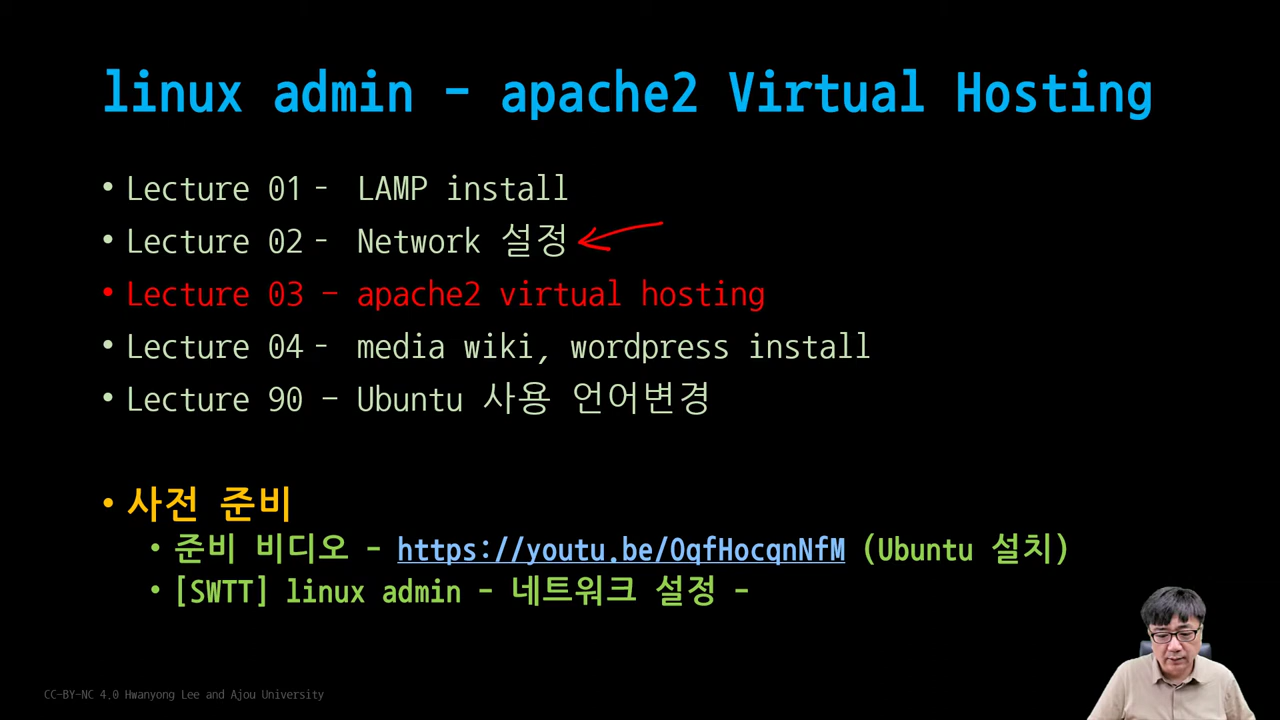 linux admin - apache2 Virtual Hosting
• Lecture 01 - LAMP install
• Lecture 02 - Network 설정
• Lecture 03 - apache2 virtual hosting
• Lecture 04 - media wiki, wordpress install
• Lecture 90 - Ubuntu 사용 언어변경
• 사전 준비
• 준비 비디오 - https://youtu.be/OqfHocqnNfM (Ubuntu 설치)
• [SWTT] linux admin - 네트워크 설정 -
CC-BY-NC 4.0 Hwanyong Lee and Ajou University